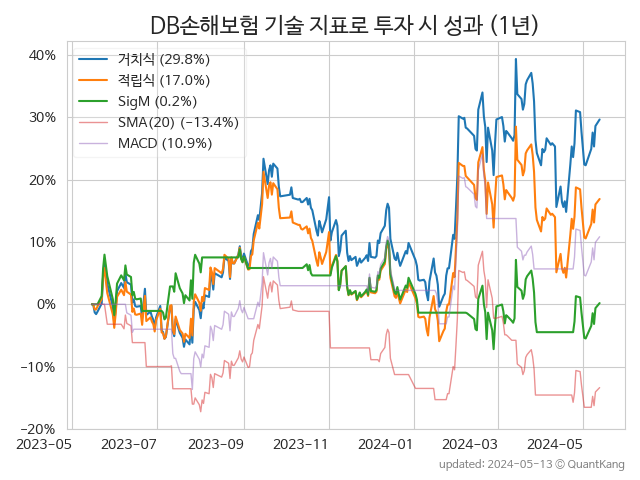 DB손해보험 기술 지표로 투자 시 성과 (1년)
거치식 (29.8%)
적립식 (17.0%)
SigM (0.2%)
SMA(20) (−13.4%)
MACD (10.9%)
40%
30%
20%
10%
0%
−10%
−20%
2023-05 2023-07 2023-09 2023-11 2024-01 2024-03 2024-05
updated: 2024-05-13 ⓒ QuantKang